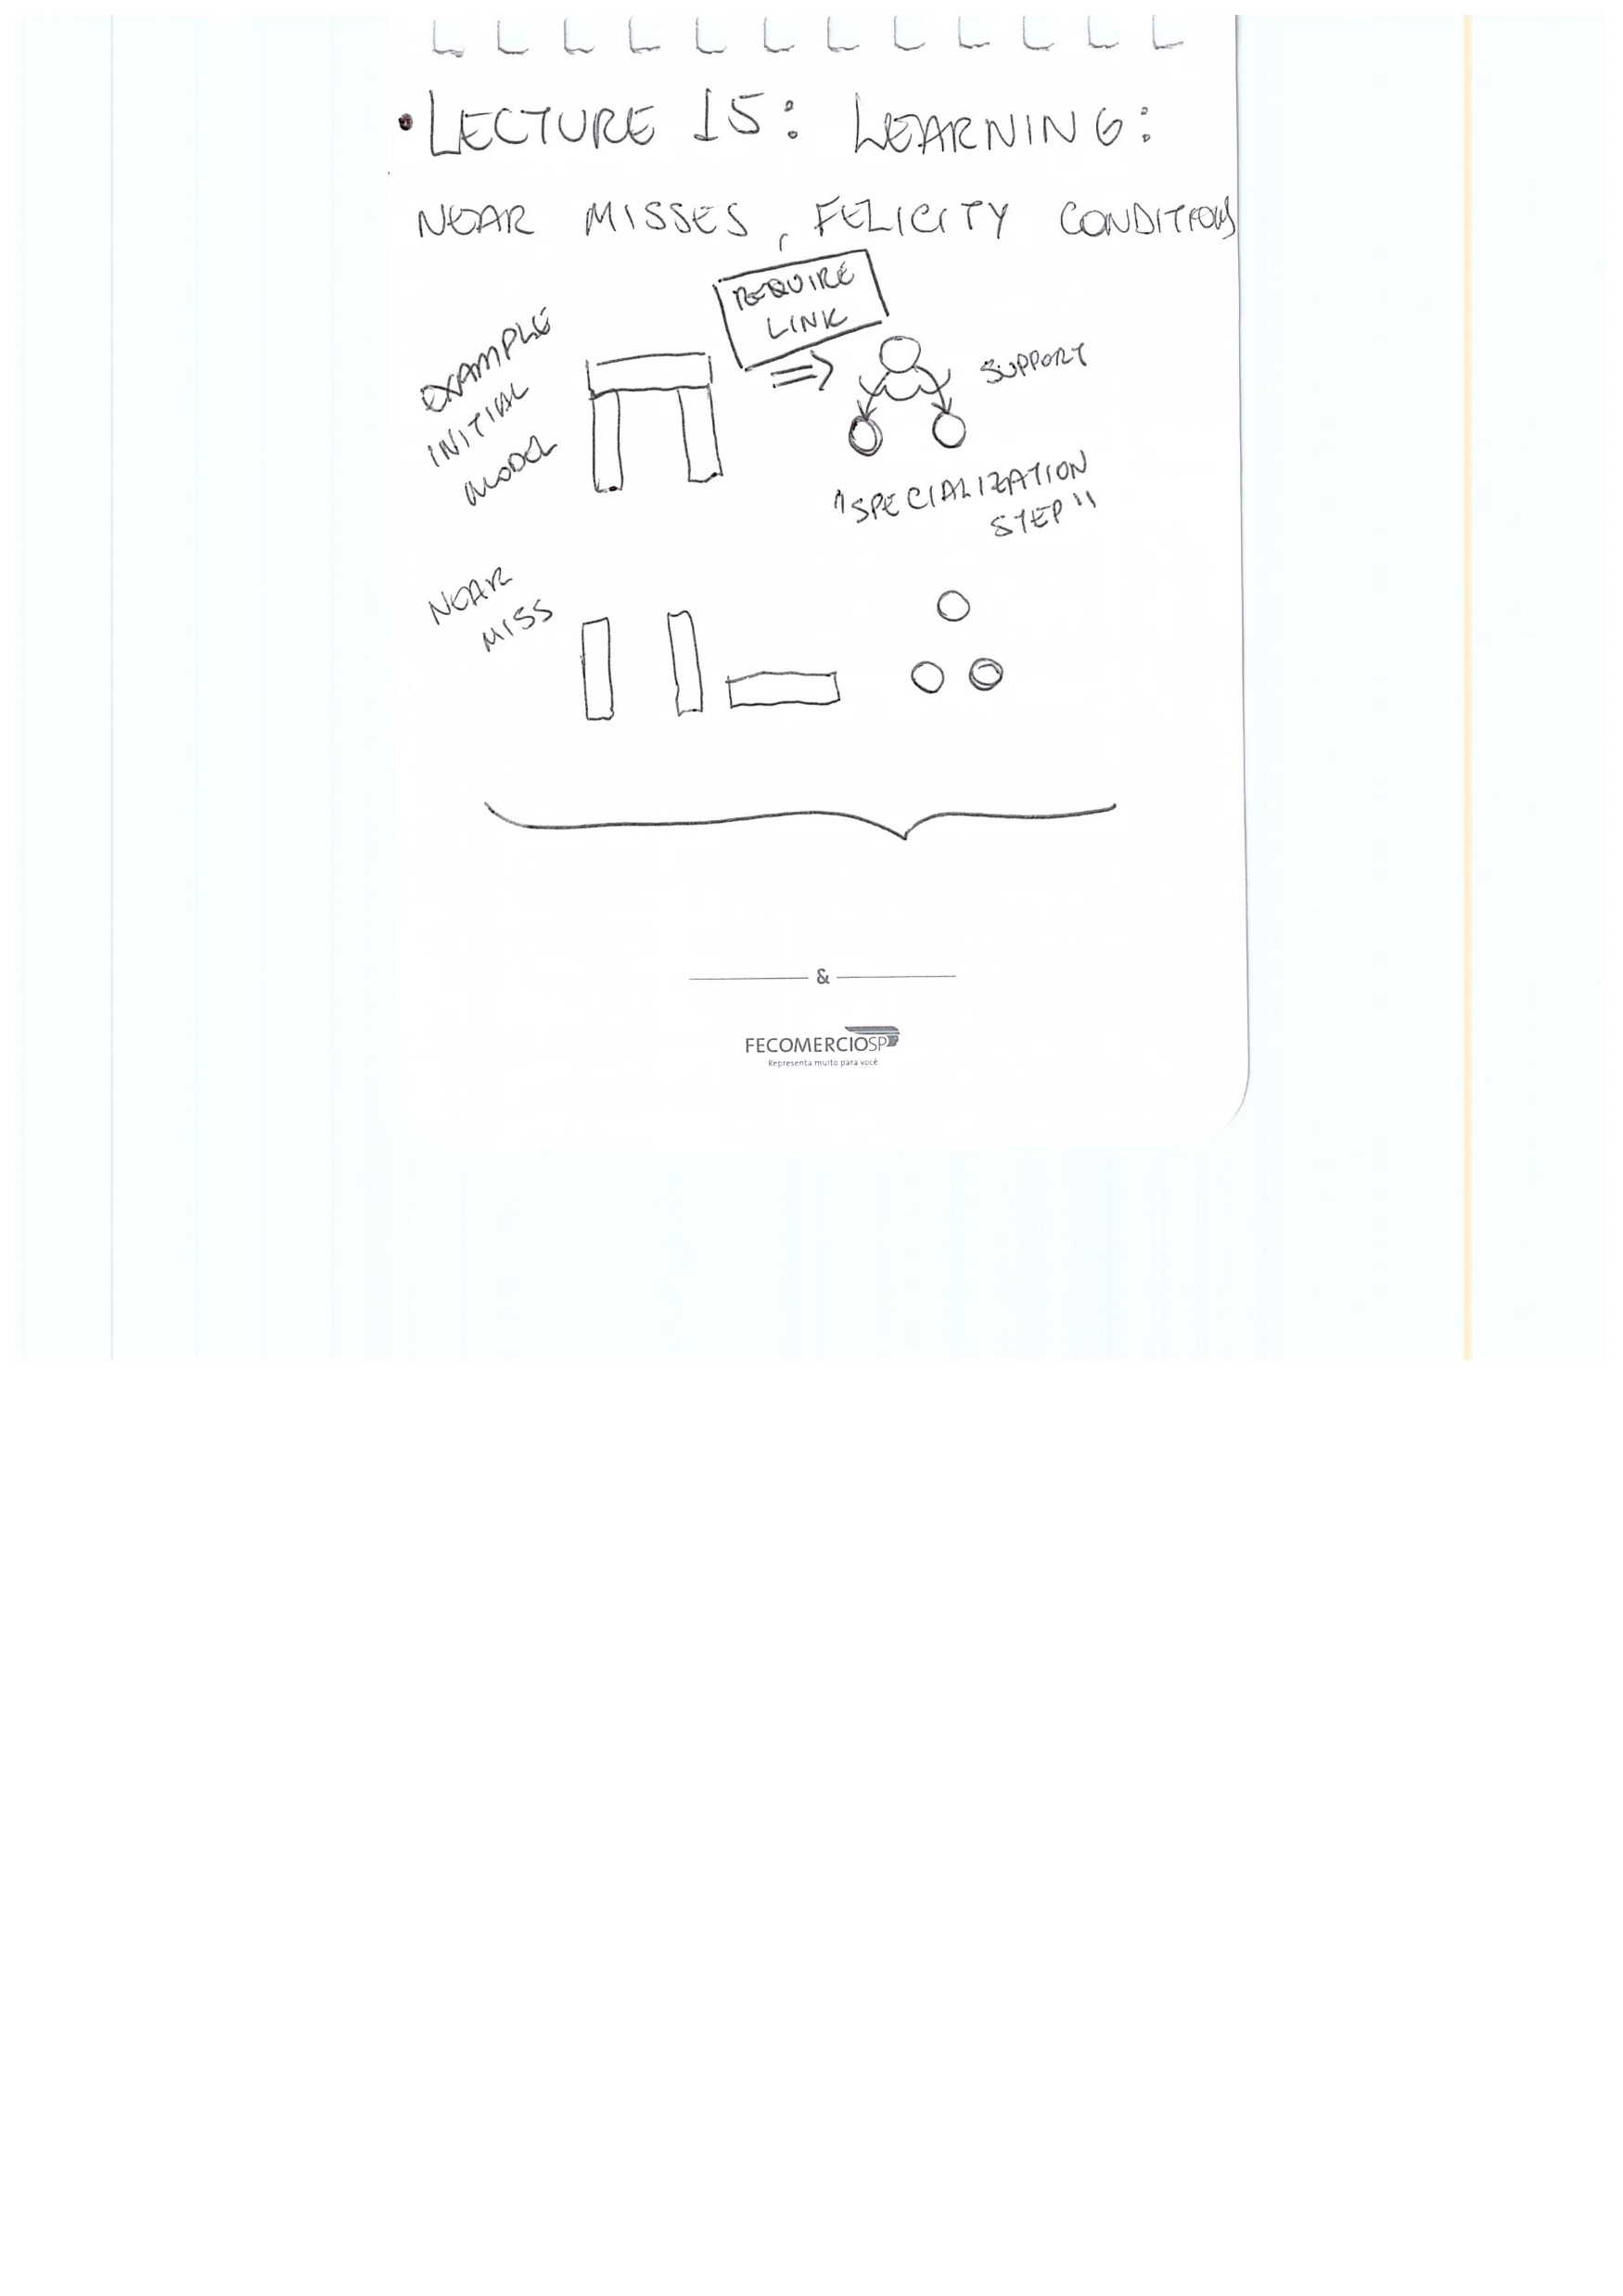 • LECTURE 15: LEARNING:
NEAR MISSES, FELICITY CONDITIONS
REQUIRE
LINK
EXAMPLE
INITIAL
MODEL
⇒
SUPPORT
"SPECIALIZATION
STEP"
NEAR
MISS
&
FECOMERCIOSP
Representa muito para você.